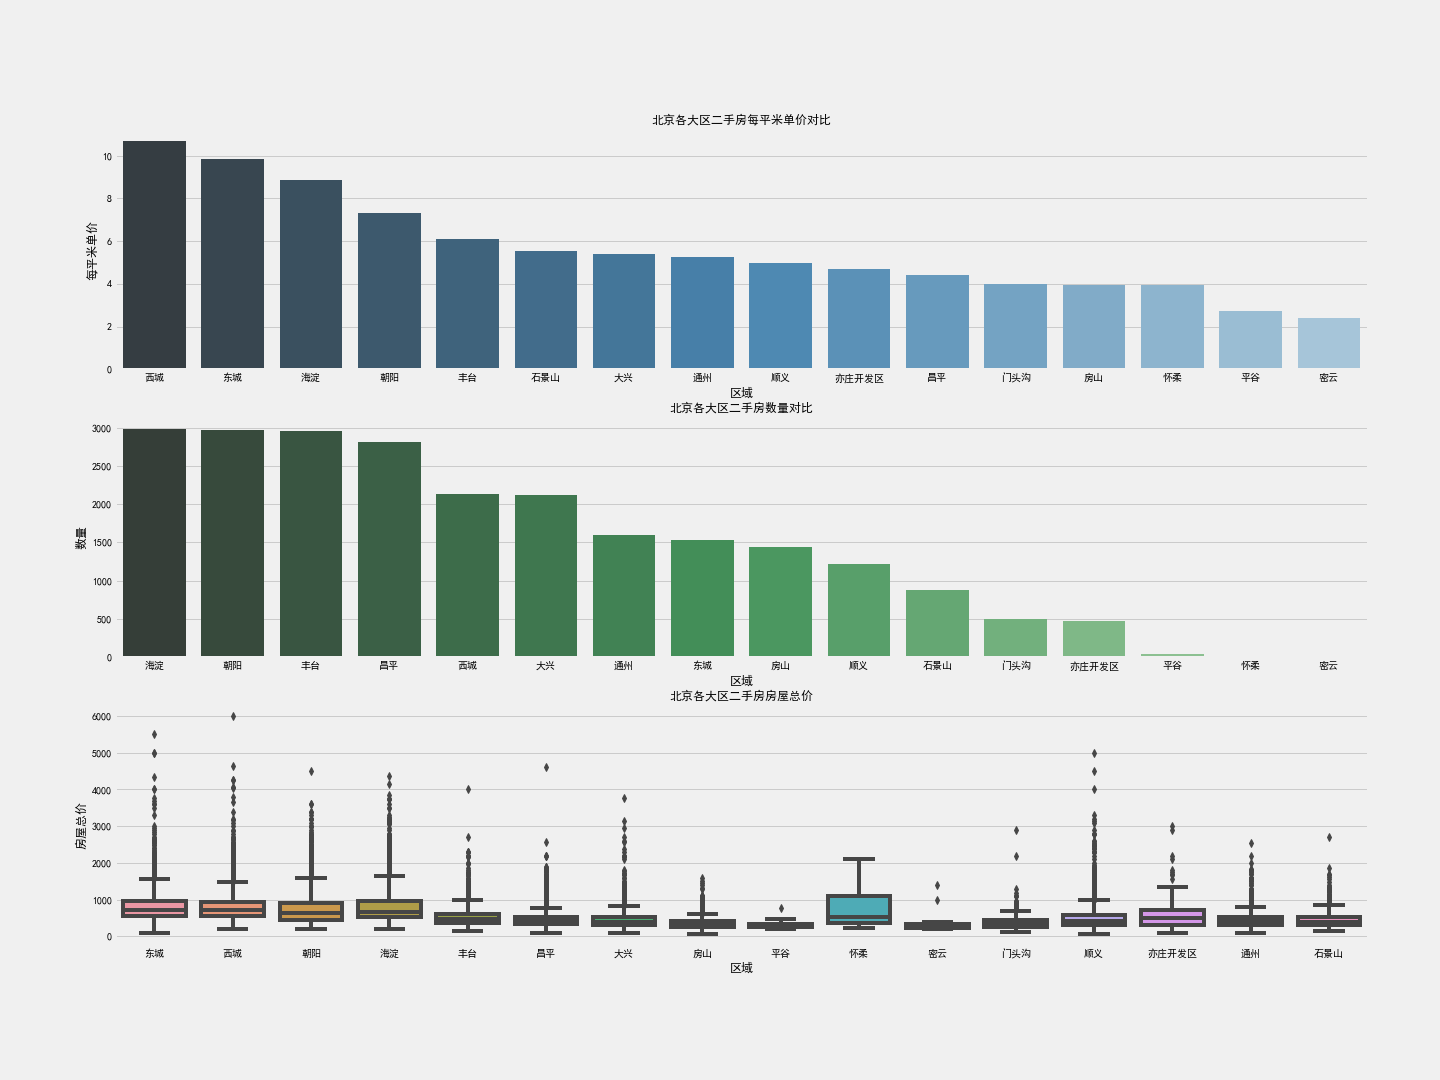 北京各大区二手房每平米单价对比
每平米单价
10
8
6
4
2
0
西城 东城 海淀 朝阳 丰台 石景山 大兴 通州 顺义 亦庄开发区 昌平 门头沟 房山 怀柔 平谷 密云
区域
北京各大区二手房数量对比
数量
3000
2500
2000
1500
1000
500
0
海淀 朝阳 丰台 昌平 西城 大兴 通州 东城 房山 顺义 石景山 门头沟 亦庄开发区 平谷 怀柔 密云
区域
北京各大区二手房房屋总价
房屋总价
6000
5000
4000
3000
2000
1000
0
东城 西城 朝阳 海淀 丰台 昌平 大兴 房山 平谷 怀柔 密云 门头沟 顺义 亦庄开发区 通州 石景山
区域